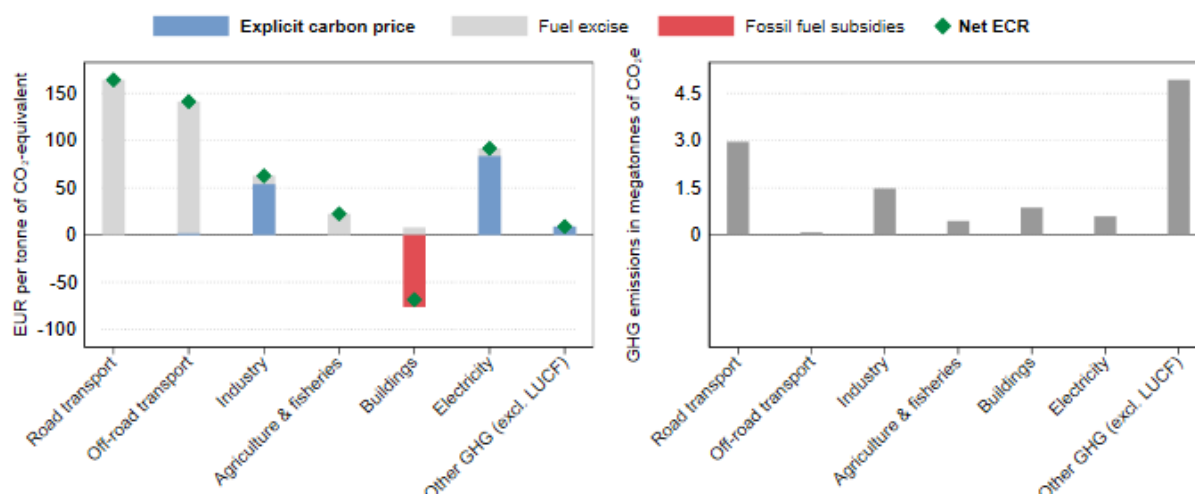 Explicit carbon price Fuel excise Fossil fuel subsidies Net ECR
EUR per tonne of CO₂-equivalent
150
100
50
0
-50
-100
Road transport
Off-road transport
Industry
Agriculture & fisheries
Buildings
Electricity
Other GHG (excl. LUCF)
GHG emissions in megatonnes of CO₂e
4.5
3.0
1.5
0
Road transport
Off-road transport
Industry
Agriculture & fisheries
Buildings
Electricity
Other GHG (excl. LUCF)